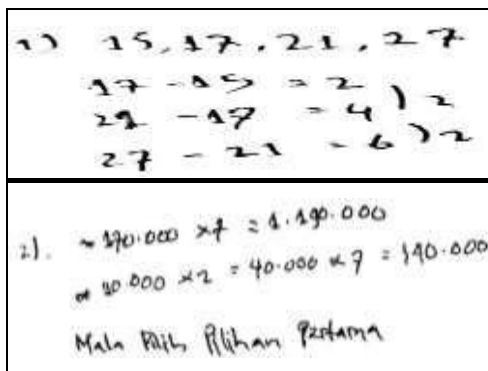 1) 15, 17, 21, 27
17 - 15 = 2
21 - 17 = 4 ) 2
27 - 21 = 6 ) 2
2). 170.000 x 7 = 1.190.000
20.000 x 2 = 40.000 x 7 = 140.000
Maka Pilih Pilihan Pertama